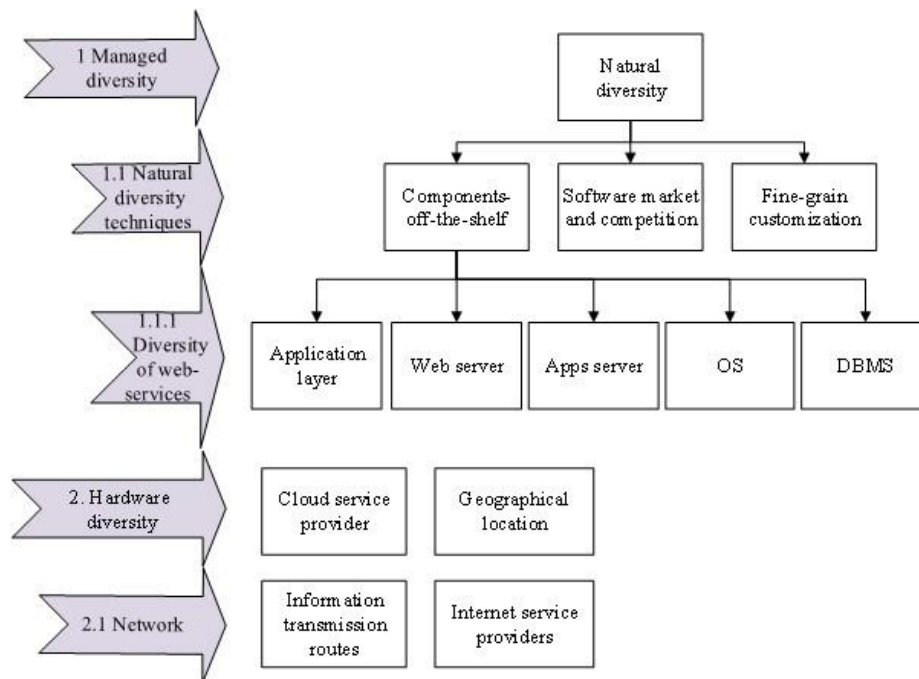 1 Managed
diversity
Natural
diversity
1.1 Natural
diversity
techniques
Components-
off-the-shelf
Software market
and competition
Fine-grain
customization
1.1.1
Diversity
of web-
services
Application
layer
Web server
Apps server
OS
DBMS
2. Hardware
diversity
Cloud service
provider
Geographical
location
2.1 Network
Information
transmission
routes
Internet service
providers